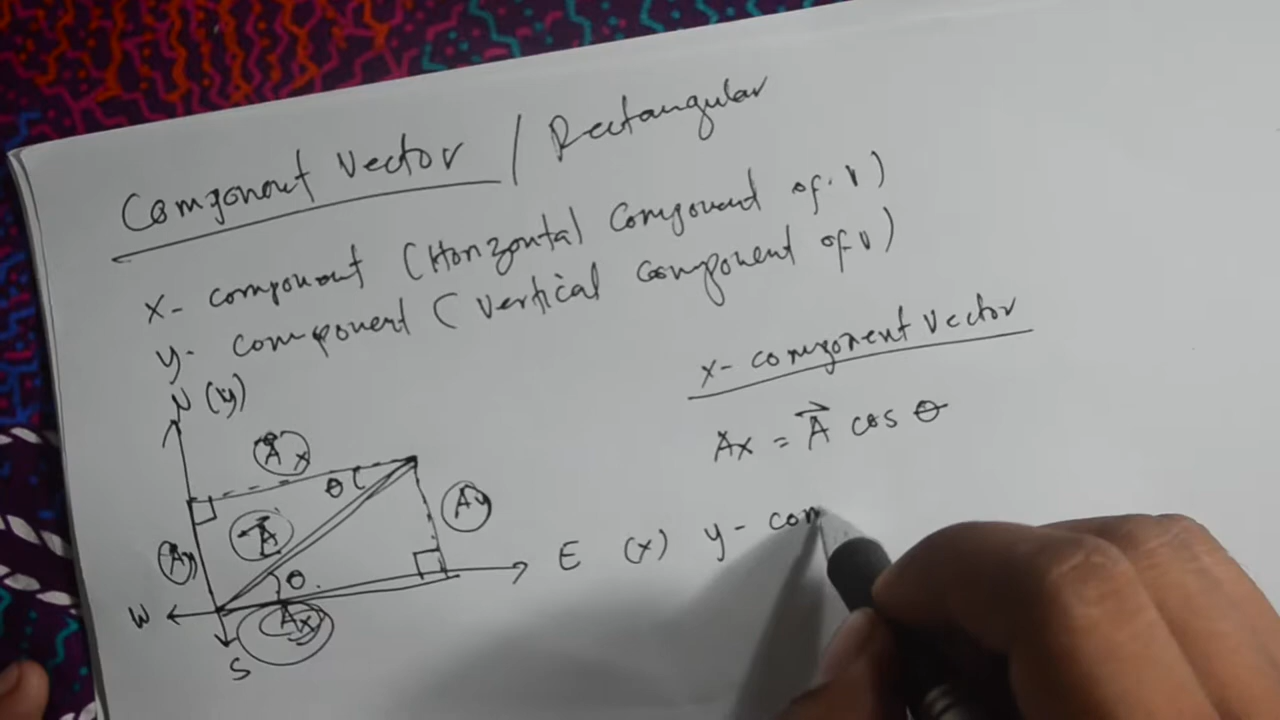 Component Vector / Rectangular
x- component (Horizontal Component of. V)
y- component (Vertical Component of V)
x- component vector
Ax = A⃗ cos θ
y - com
N (y)
A⃗x
θ
A⃗
Ay
Ay
θ
E (x)
W
Ax
S